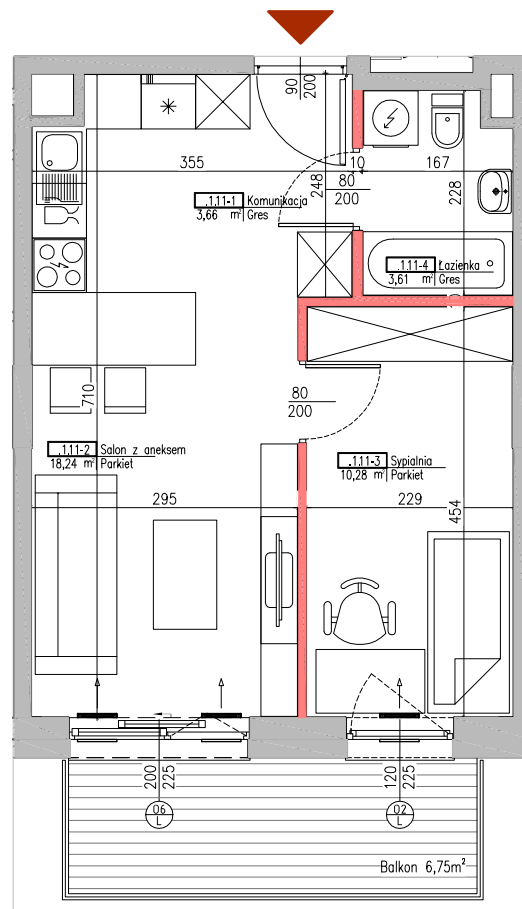 90
200
355
10
167
80
200
248
228
.1.11-1 Komunikacja
3,66 m² Gres
.1.11-4 Łazienka
3,61 m² Gres
710
80
200
.1.11-2 Salon z aneksem
18,24 m² Parkiet
.1.11-3 Sypialnia
10,28 m² Parkiet
295
229
454
200
225
120
225
06
L
02
L
Balkon 6,75m²